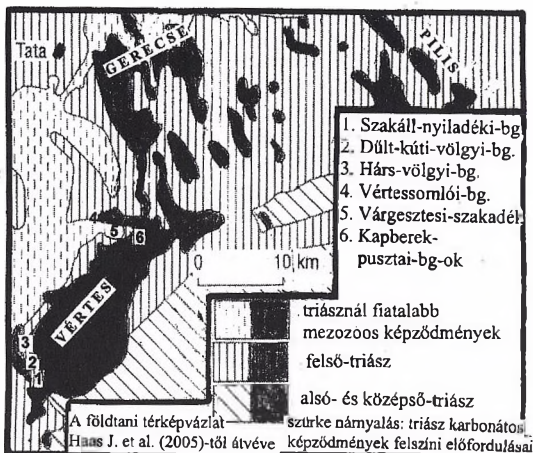 Tata
GERECSE
PILIS
1. Szakáll-nyiladéki-bg
2. Dűlt-kúti-völgyi-bg.
3. Hárs-völgyi-bg.
4. Vértessomlói-bg.
5. Várgesztesi-szakadék
6. Kapberek-
pusztai-bg-ok
4
5
6
0 10 km
VÉRTES
3
2
1
triásznál fiatalabb
mezozoos képződmények
felső-triász
alsó- és középső-triász
A földtani térképvázlat
Haas J. et al. (2005)-től átvéve
szürke árnyalás: triász karbonátos
képződmények felszíni előfordulásai